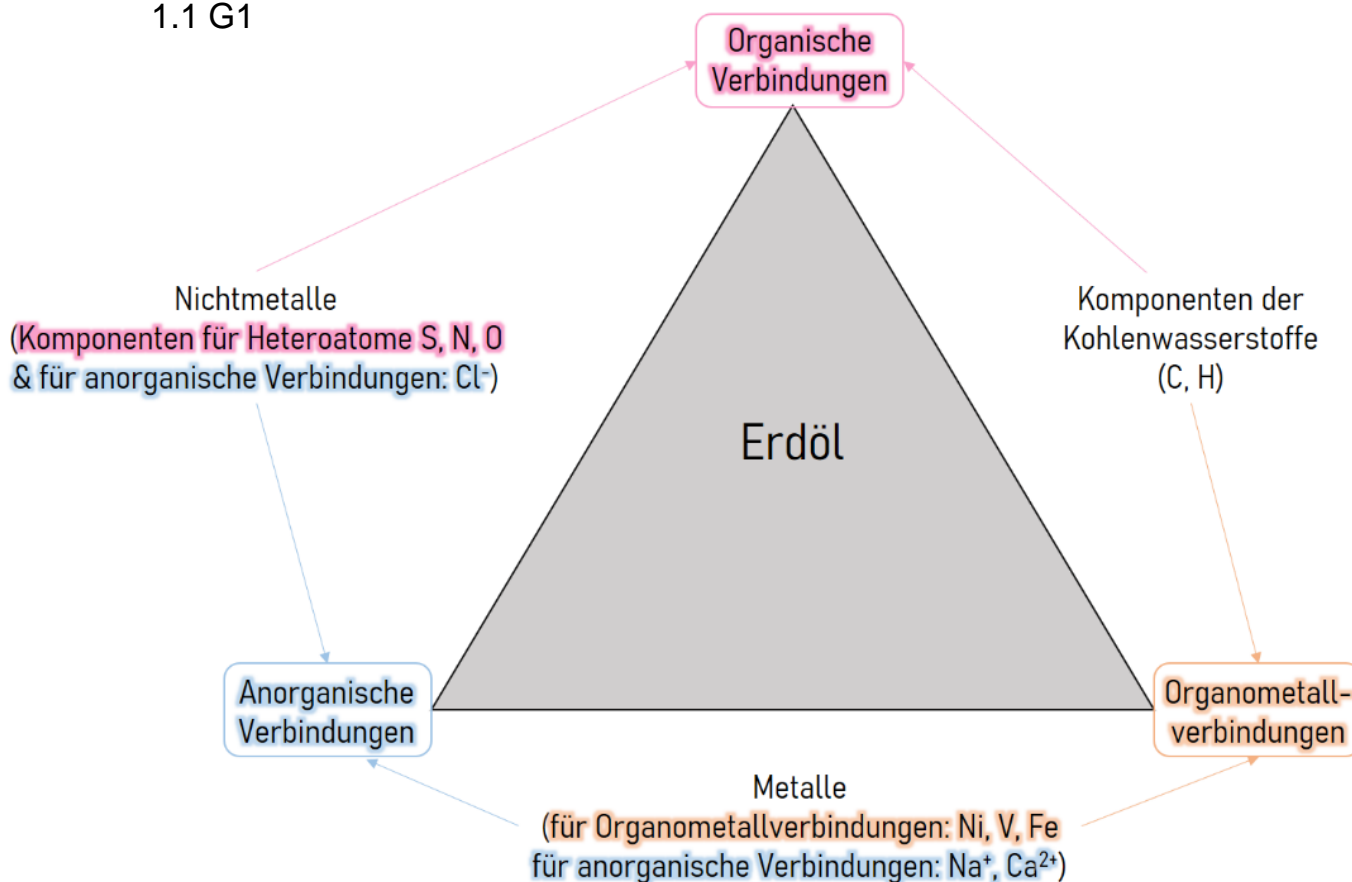 1.1 G1
Organische
Verbindungen
Nichtmetalle
(Komponenten für Heteroatome S, N, O
& für anorganische Verbindungen: Cl⁻)
Komponenten der
Kohlenwasserstoffe
(C, H)
Erdöl
Anorganische
Verbindungen
Organometall-
verbindungen
Metalle
(für Organometallverbindungen: Ni, V, Fe
für anorganische Verbindungen: Na⁺, Ca²⁺)